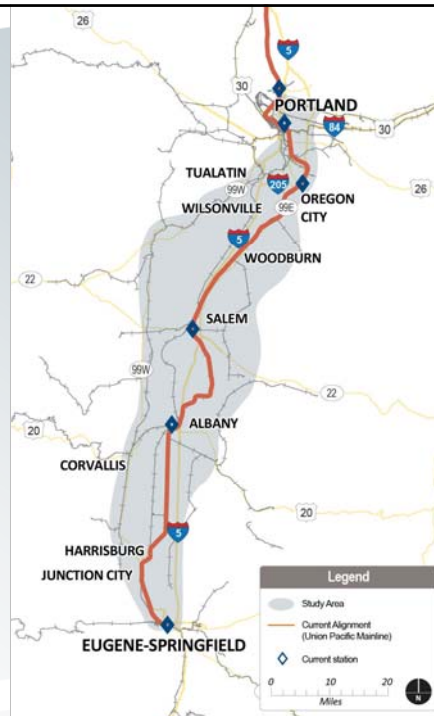 26
5
30
PORTLAND
84
30
TUALATIN
99W
205
OREGON
CITY
26
WILSONVILLE
99E
5
WOODBURN
22
SALEM
99W
22
ALBANY
20
CORVALLIS
20
5
HARRISBURG
JUNCTION CITY
EUGENE-SPRINGFIELD
Legend
Study Area
Current Alignment
(Union Pacific Mainline)
Current station
0 10 20
Miles
N